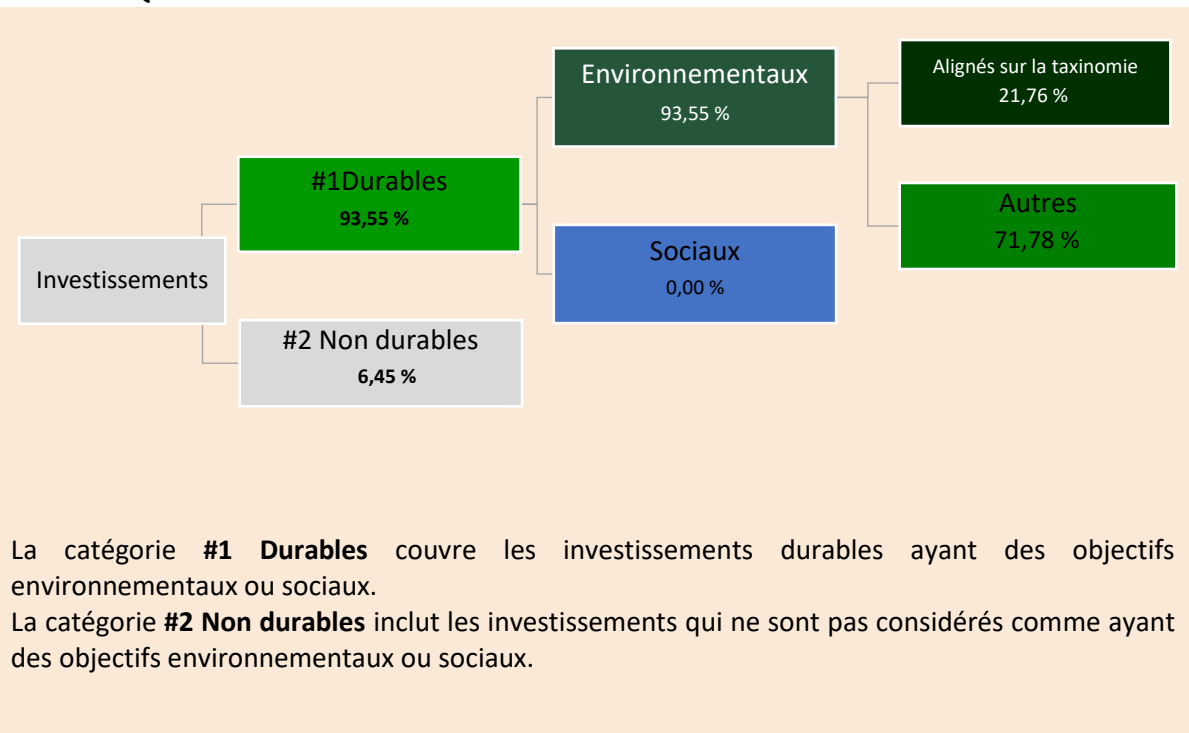 Environnementaux
93,55 %
Alignés sur la taxinomie
21,76 %
#1Durables
93,55 %
Autres
71,78 %
Sociaux
0,00 %
Investissements
#2 Non durables
6,45 %
La catégorie #1 Durables couvre les investissements durables ayant des objectifs
environnementaux ou sociaux.
La catégorie #2 Non durables inclut les investissements qui ne sont pas considérés comme ayant
des objectifs environnementaux ou sociaux.